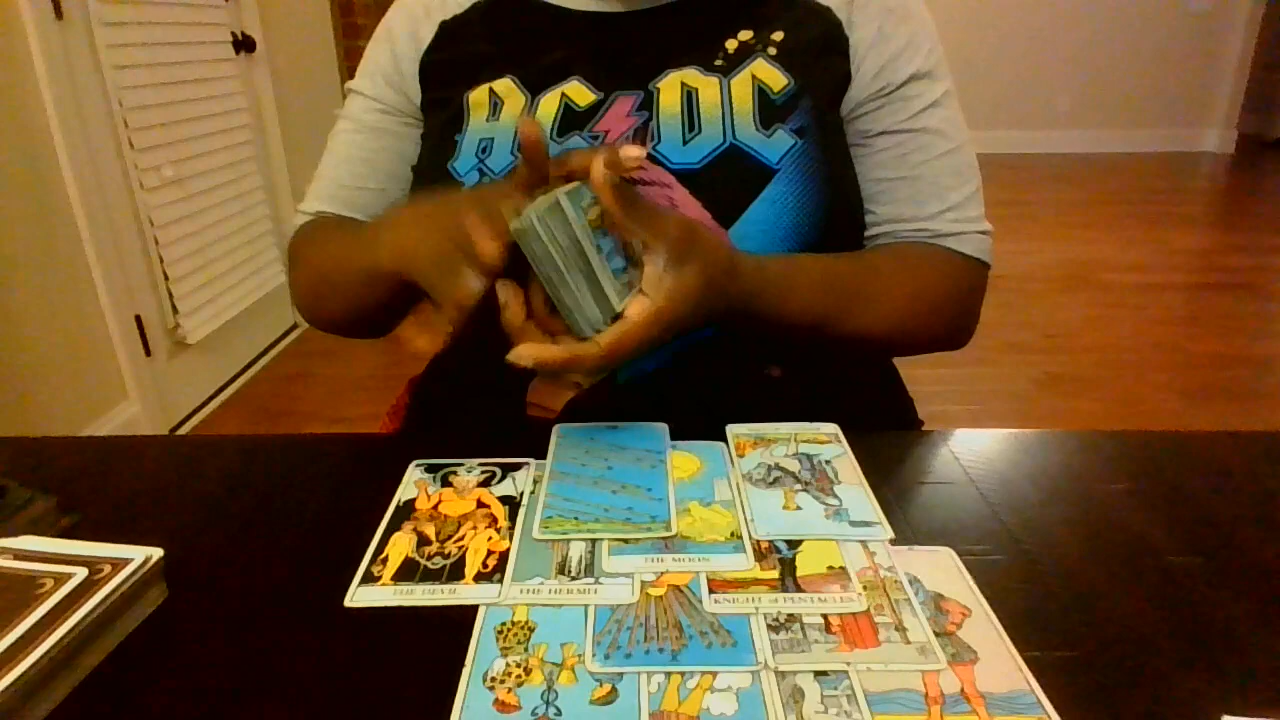 AC DC
THE MOON
THE DEVIL
THE HERMIT
KNIGHT of PENTACLES